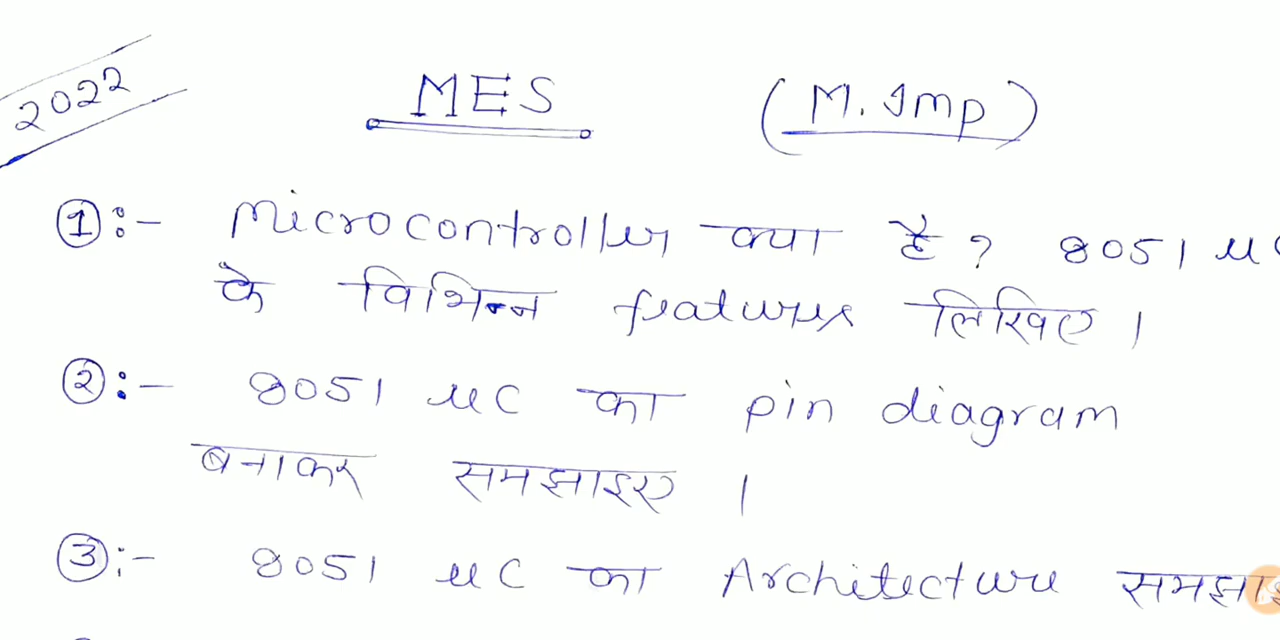 2022
MES
(M. Imp)
①:- Microcontroller क्या है? 8051 μC
के विभिन्न features लिखिए।
②:- 8051 μC का pin diagram
बनाकर समझाइए।
③:- 8051 μC का Architecture